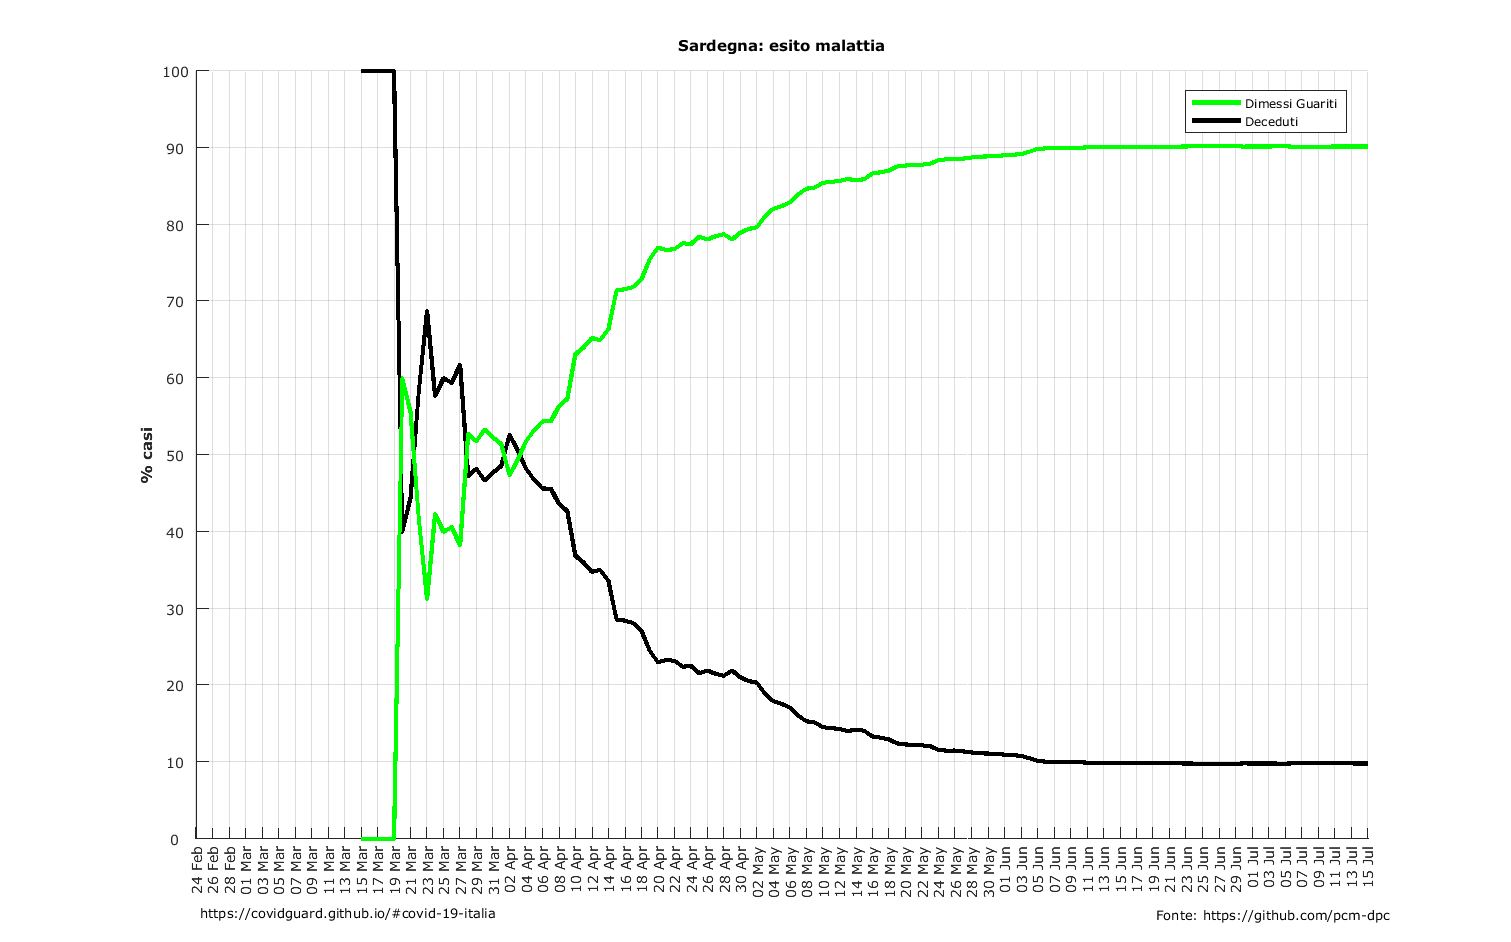 Sardegna: esito malattia
Dimessi Guariti
Deceduti
% casi
100
90
80
70
60
50
40
30
20
10
0
24 Feb
26 Feb
28 Feb
01 Mar
03 Mar
05 Mar
07 Mar
09 Mar
11 Mar
13 Mar
15 Mar
17 Mar
19 Mar
21 Mar
23 Mar
25 Mar
27 Mar
29 Mar
31 Mar
02 Apr
04 Apr
06 Apr
08 Apr
10 Apr
12 Apr
14 Apr
16 Apr
18 Apr
20 Apr
22 Apr
24 Apr
26 Apr
28 Apr
30 Apr
02 May
04 May
06 May
08 May
10 May
12 May
14 May
16 May
18 May
20 May
22 May
24 May
26 May
28 May
30 May
01 Jun
03 Jun
05 Jun
07 Jun
09 Jun
11 Jun
13 Jun
15 Jun
17 Jun
19 Jun
21 Jun
23 Jun
25 Jun
27 Jun
29 Jun
01 Jul
03 Jul
05 Jul
07 Jul
09 Jul
11 Jul
13 Jul
15 Jul
https://covidguard.github.io/#covid-19-italia
Fonte: https://github.com/pcm-dpc